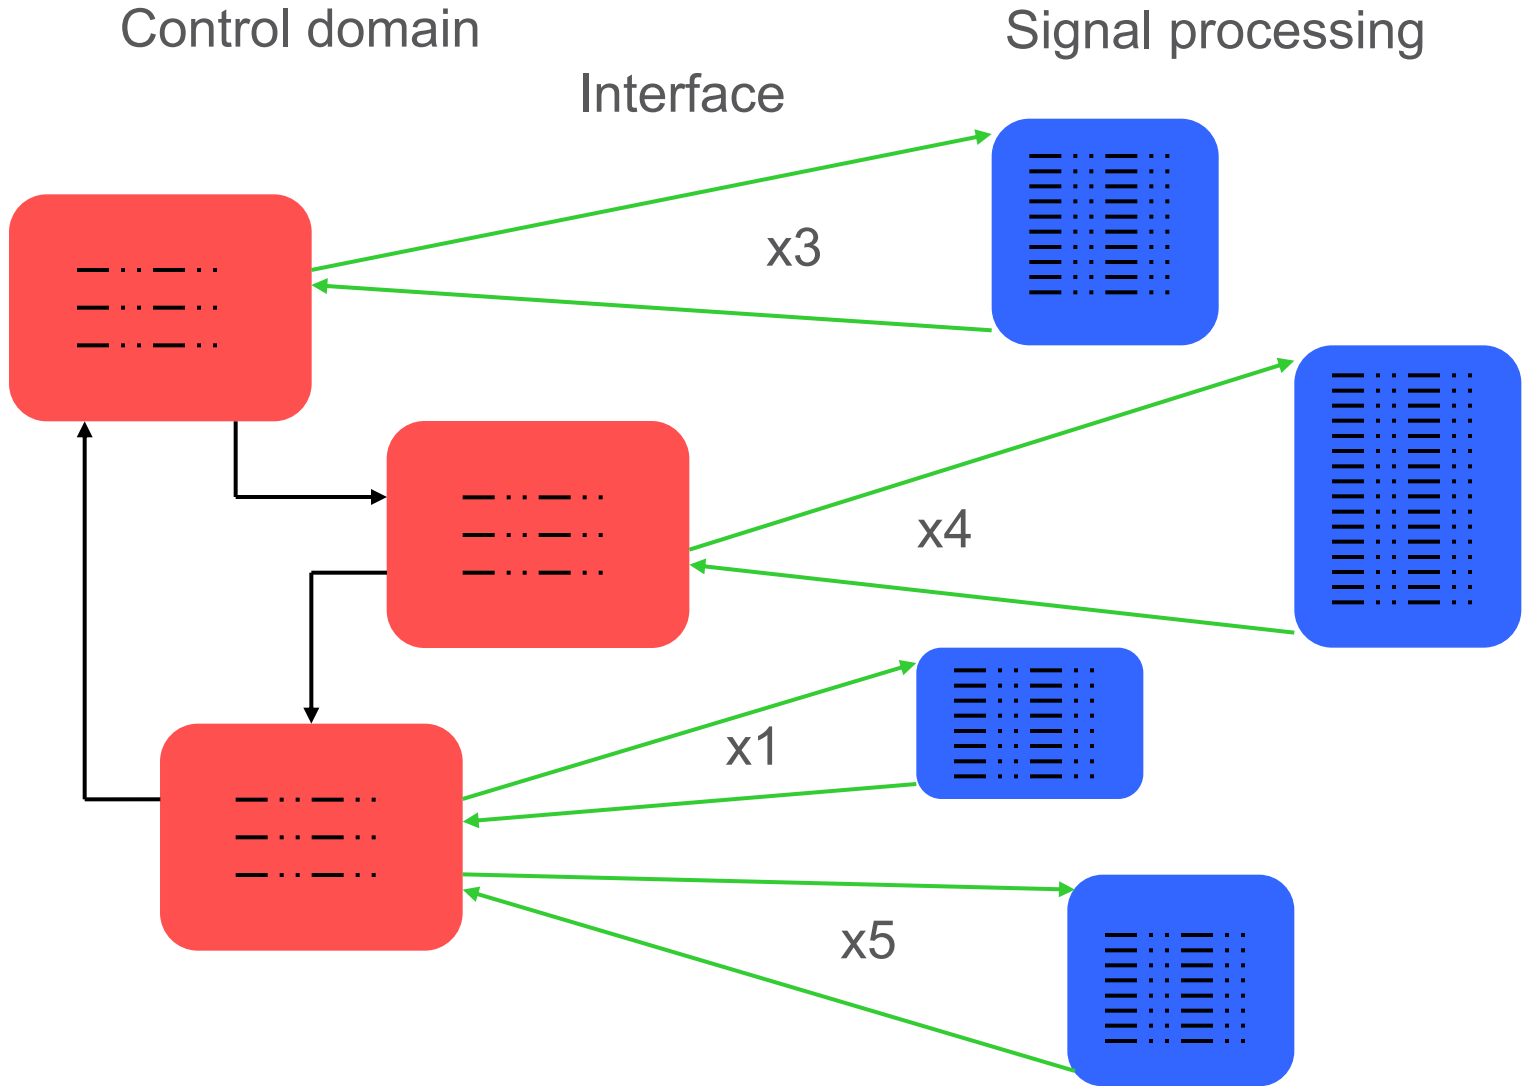 Control domain
Signal processing
Interface
x3
x4
x1
x5